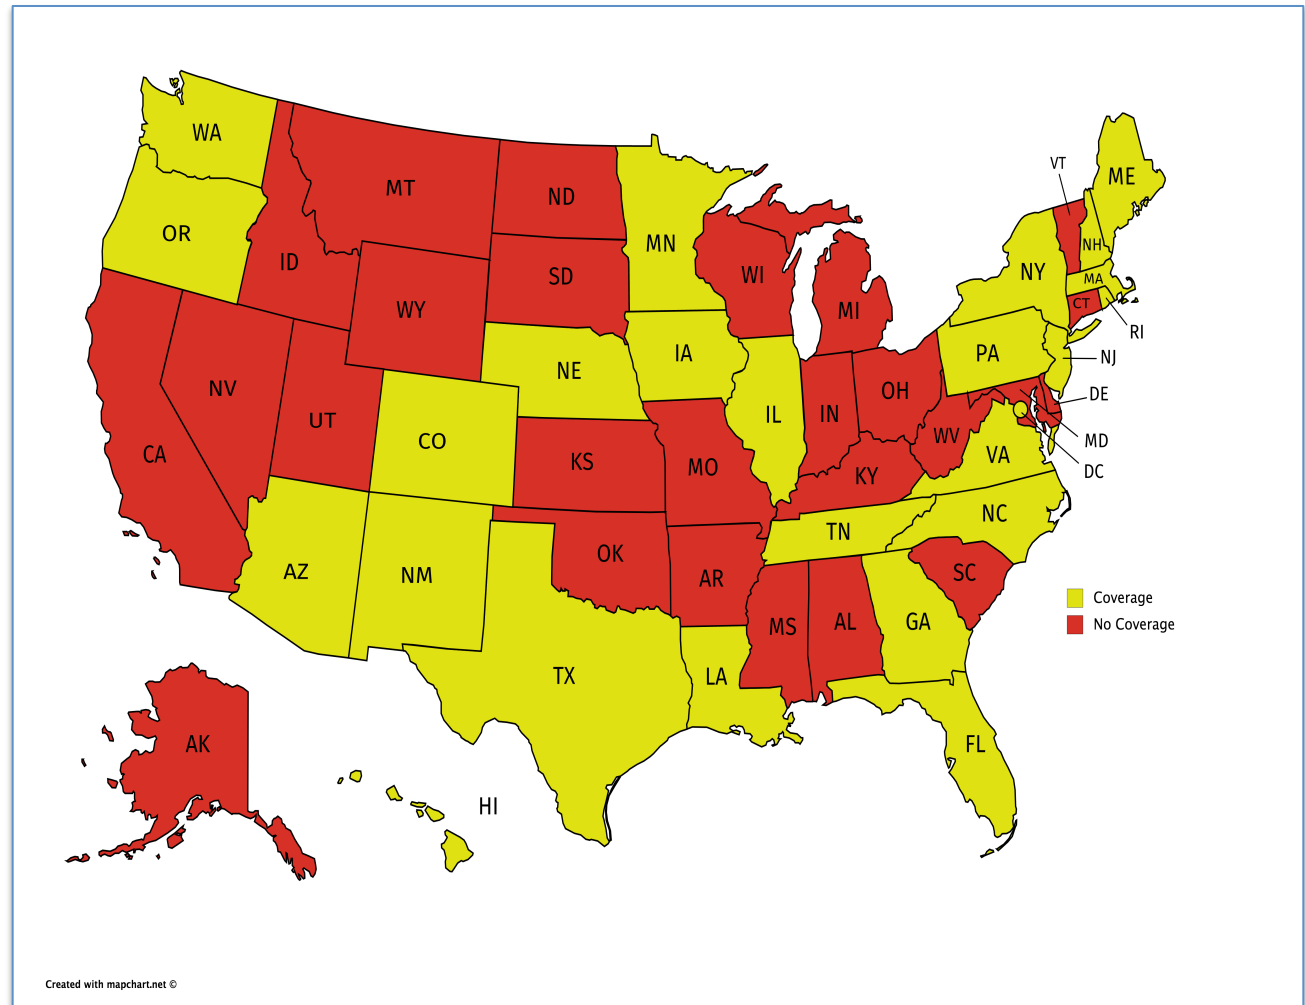 WA
VT
ME
MT
ND
OR
MN
NH
ID
SD
WI
NY
MA
WY
MI
CT
RI
IA
PA
NJ
NE
NV
OH
DE
UT
IL
IN
CO
WV
MD
CA
KS
MO
KY
VA
DC
NC
TN
OK
AZ
NM
AR
SC
Coverage
MS
AL
GA
No Coverage
TX
LA
AK
FL
HI
Created with mapchart.net ©